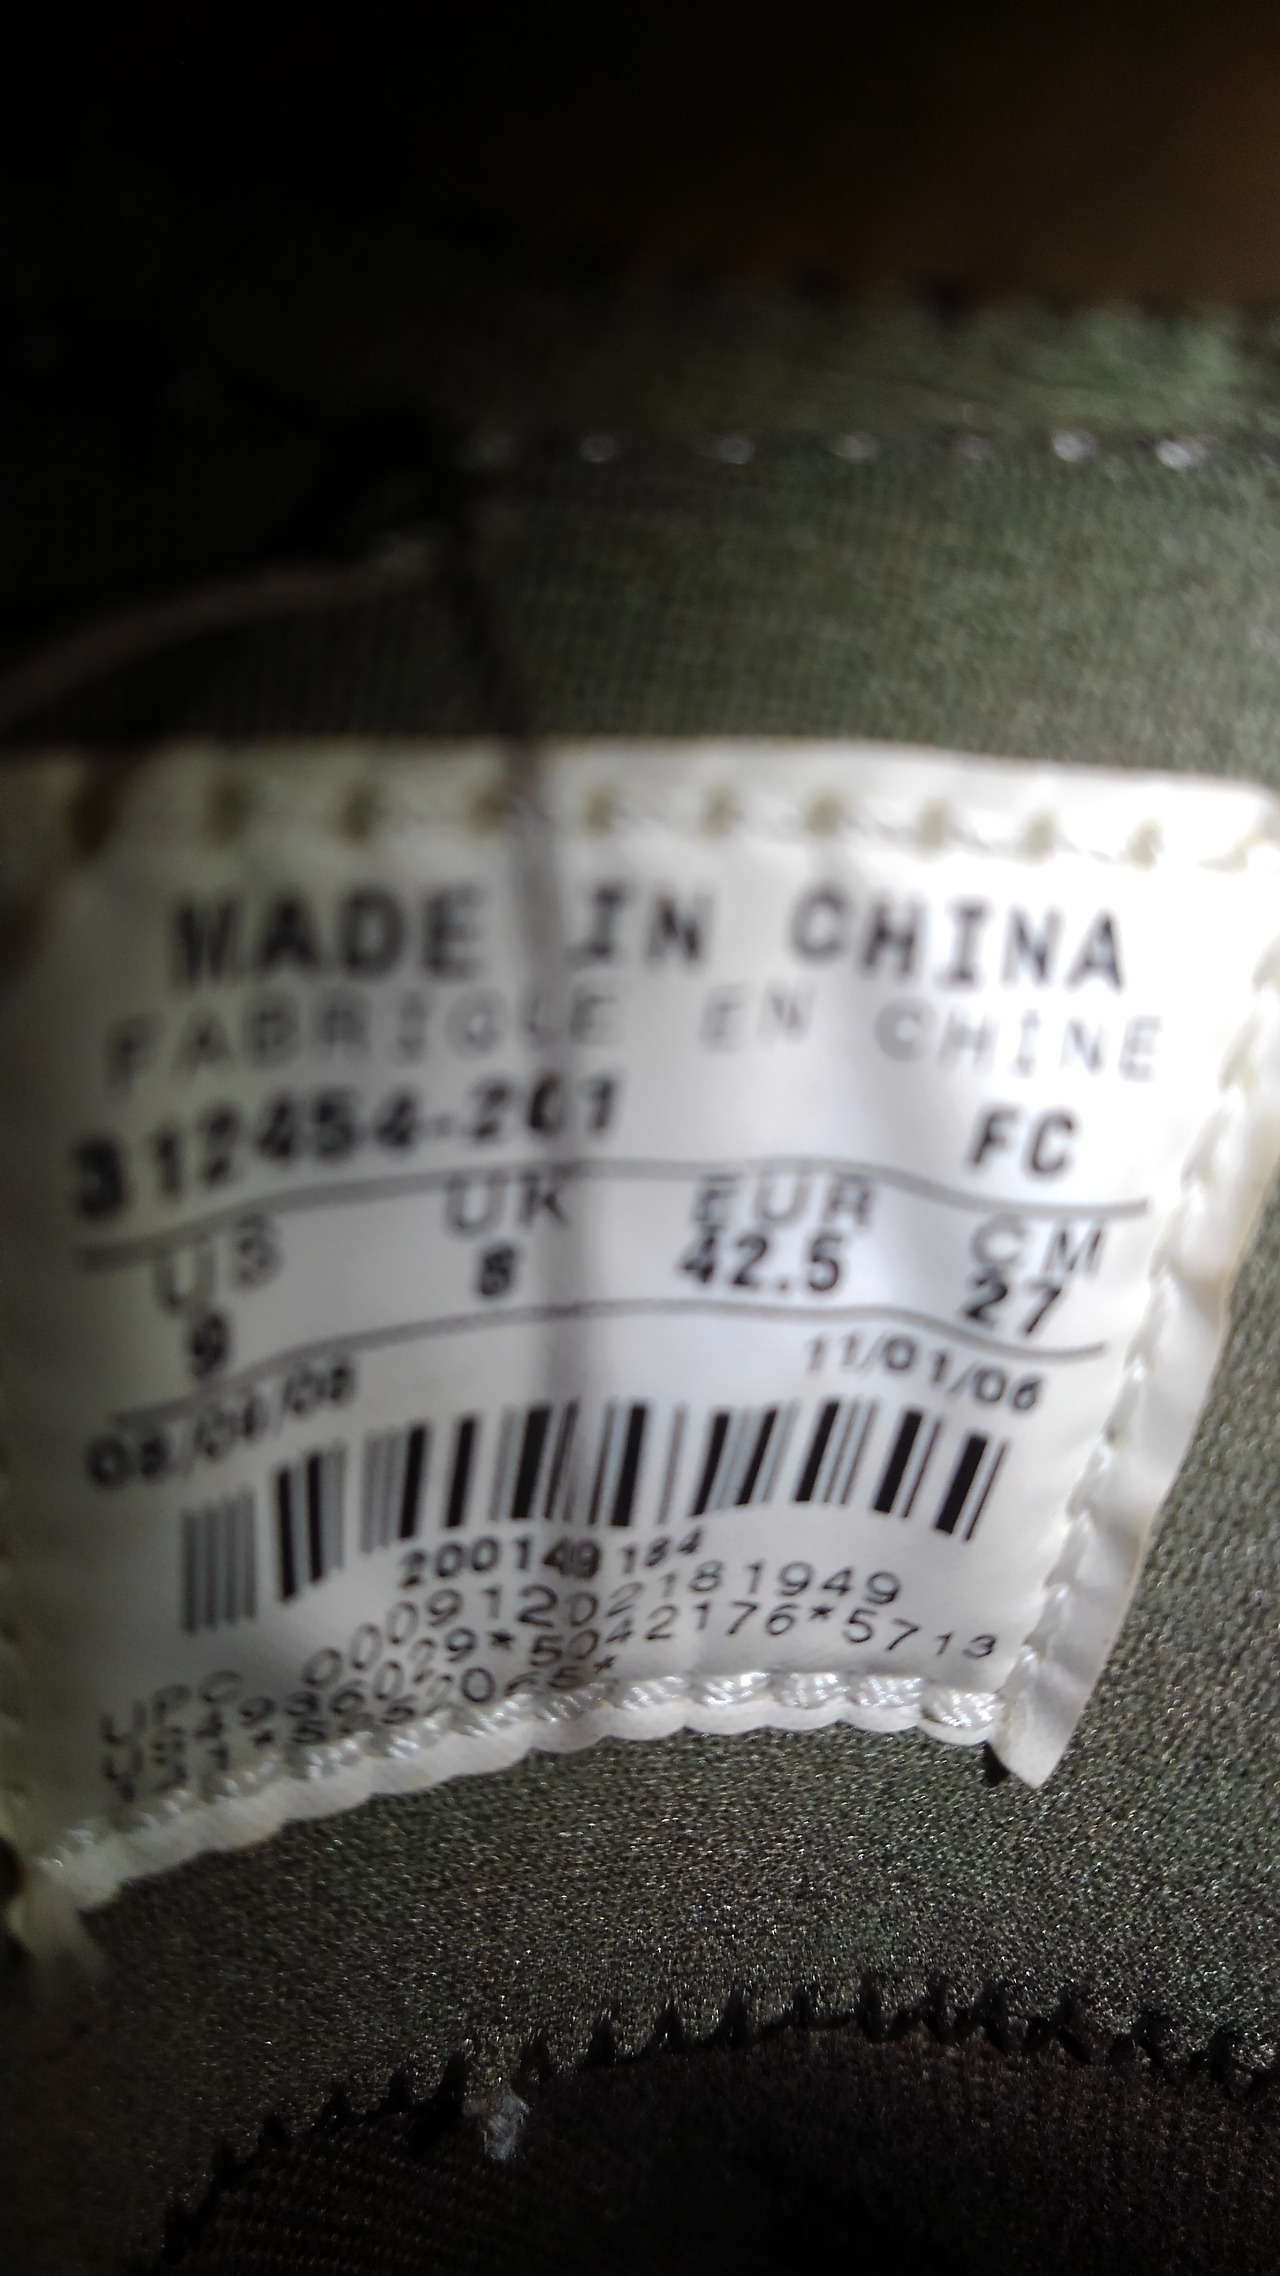 MADE IN CHINA
FABRIQUE EN CHINE
312454-201 FC
US UK EUR CM
9 8 42.5 27
11/01/06
200149184
UPC 00091202181949